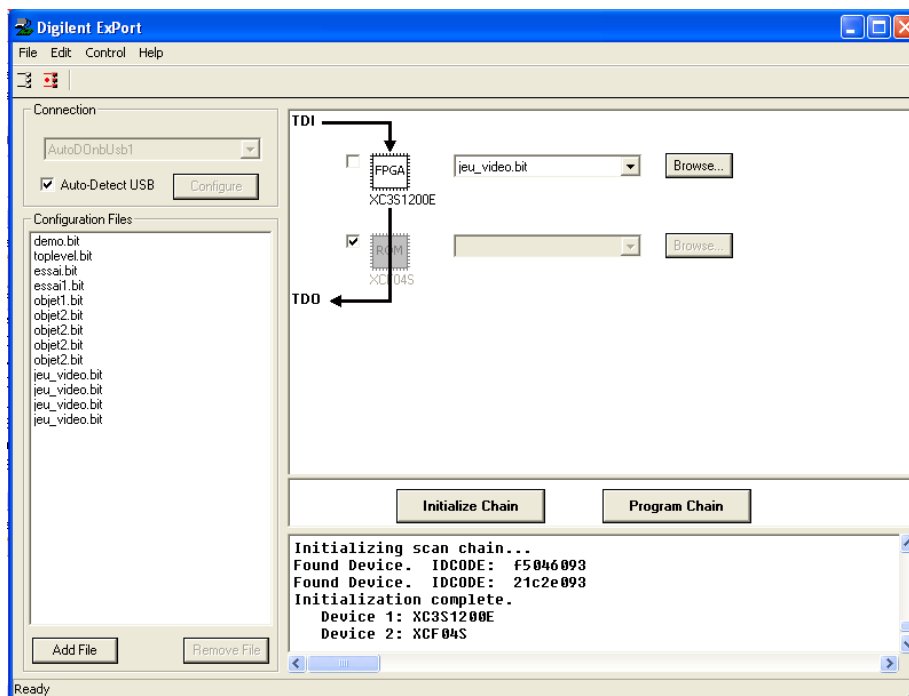 Digilent ExPort
File Edit Control Help
Connection
AutoDOnbUsb1
Auto-Detect USB Configure
Configuration Files
demo.bit
toplevel.bit
essai.bit
essai1.bit
objet1.bit
objet2.bit
objet2.bit
objet2.bit
objet2.bit
jeu_video.bit
jeu_video.bit
jeu_video.bit
jeu_video.bit
Add File Remove File
TDI
FPGA jeu_video.bit Browse...
XC3S1200E
ROM Browse...
XCF04S
TDO
Initialize Chain Program Chain
Initializing scan chain...
Found Device. IDCODE: f5046093
Found Device. IDCODE: 21c2e093
Initialization complete.
Device 1: XC3S1200E
Device 2: XCF04S
Ready